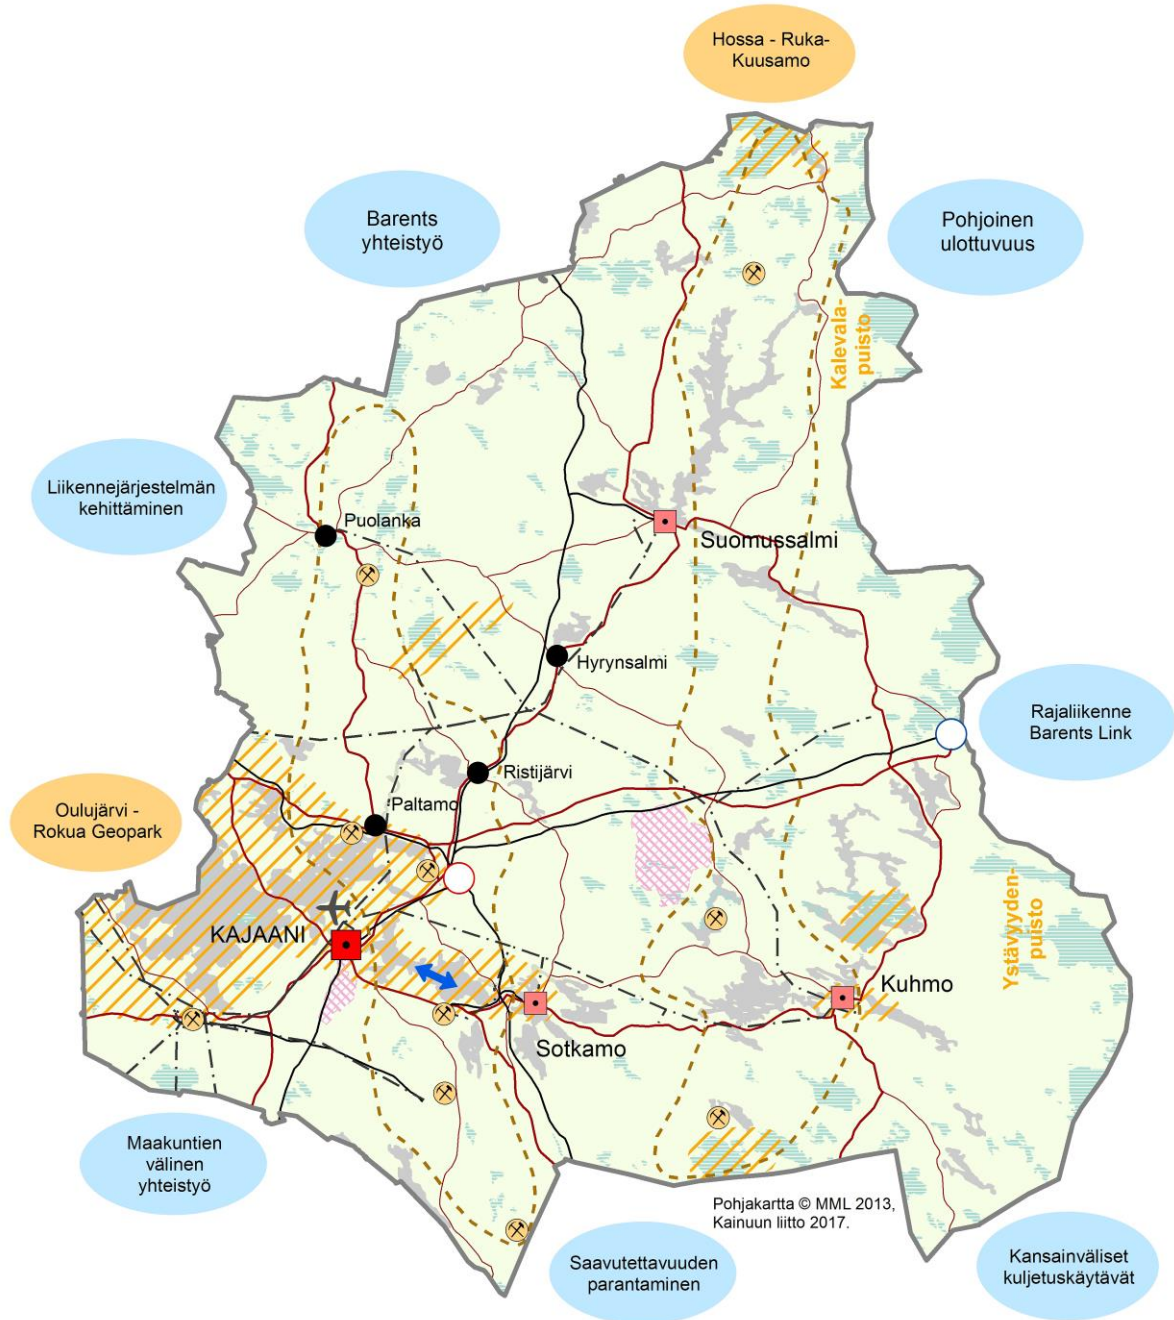 Hossa - Ruka-
Kuusamo
Barents
yhteistyö
Pohjoinen
ulottuvuus
Kalevala-
puisto
Liikennejärjestelmän
kehittäminen
Puolanka
Suomussalmi
Hyrynsalmi
Rajaliikenne
Barents Link
Ristijärvi
Oulujärvi -
Rokua Geopark
Paltamo
KAJAANI
Ystävyyden-
puisto
Kuhmo
Sotkamo
Maakuntien
välinen
yhteistyö
Pohjakartta © MML 2013,
Kainuun liitto 2017.
Saavutettavuuden
parantaminen
Kansainväliset
kuljetuskäytävät